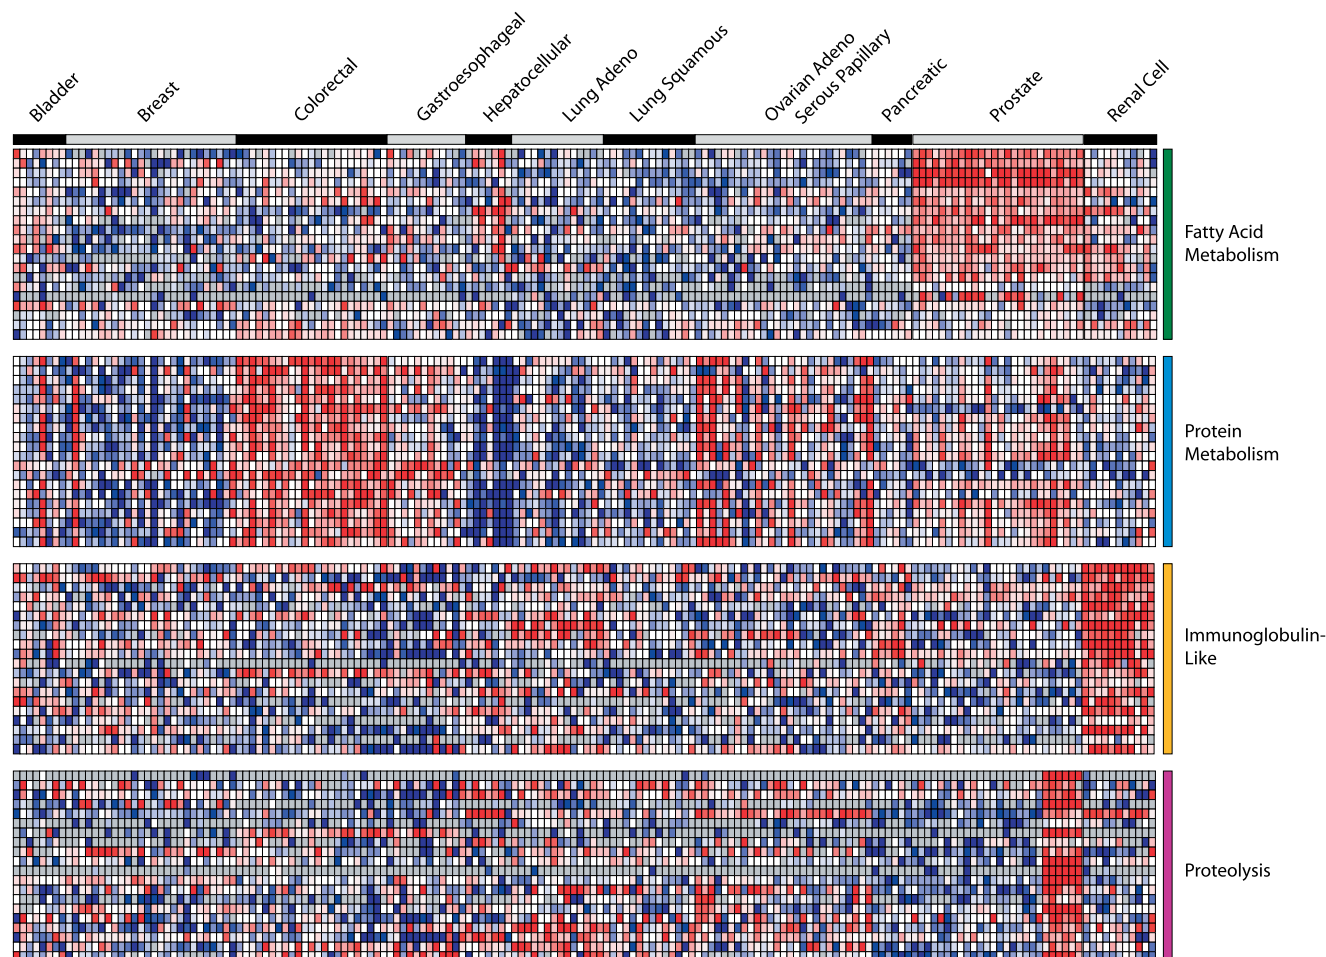 Bladder
Breast
Colorectal
Gastroesophageal
Hepatocellular
Lung Adeno
Lung Squamous
Ovarian Adeno
Serous Papillary
Pancreatic
Prostate
Renal Cell
Fatty Acid
Metabolism
Protein
Metabolism
Immunoglobulin-
Like
Proteolysis